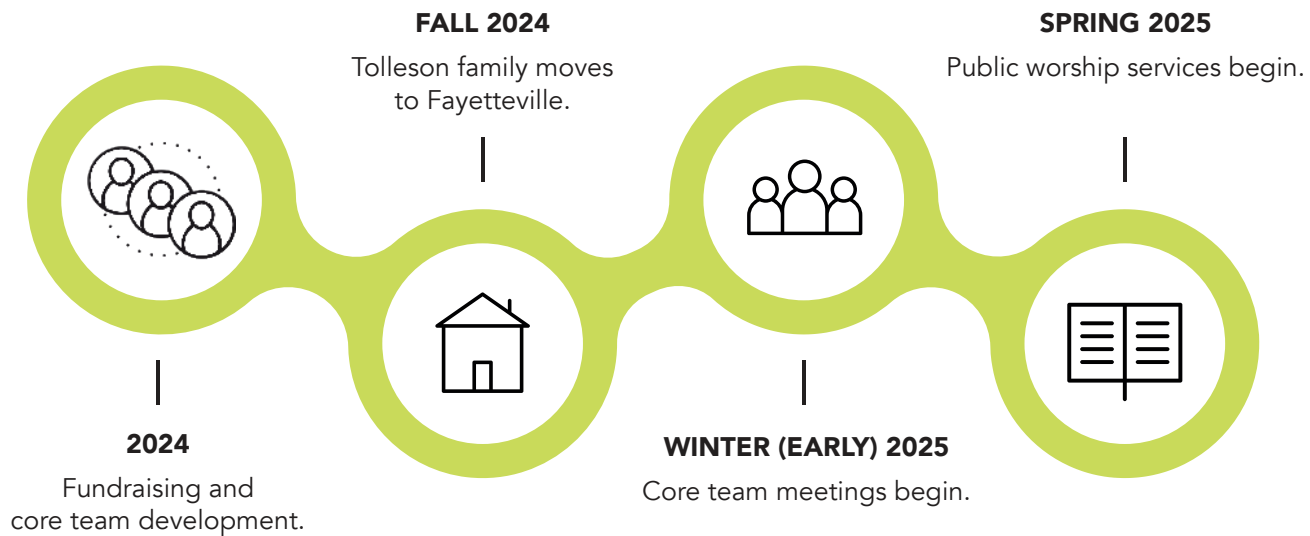 FALL 2024
Tolleson family moves
to Fayetteville.
SPRING 2025
Public worship services begin.
2024
Fundraising and
core team development.
WINTER (EARLY) 2025
Core team meetings begin.